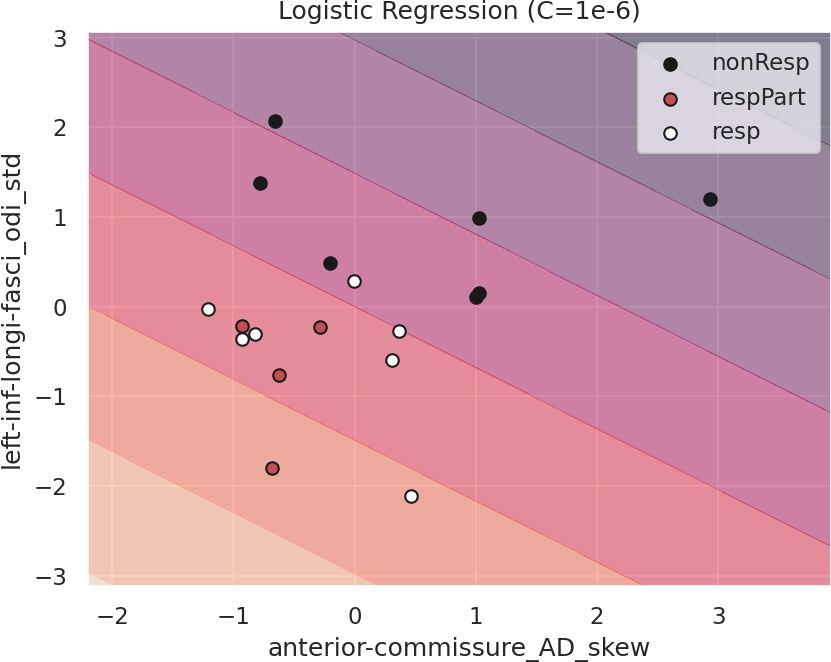 Logistic Regression (C=1e-6)
3
2
1
0
−1
−2
−3
left-inf-longi-fasci_odi_std
nonResp
respPart
resp
−2
−1
0
1
2
3
anterior-commissure_AD_skew